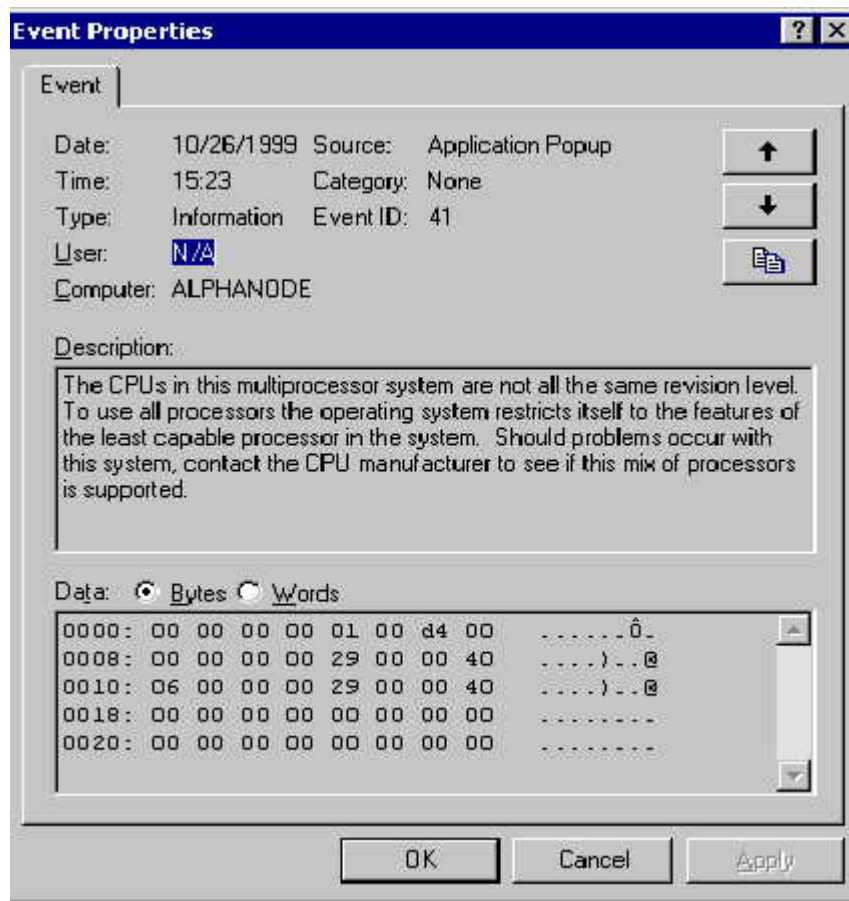 Event Properties
Event
Date: 10/26/1999 Source: Application Popup
Time: 15:23 Category: None
Type: Information Event ID: 41
User: N/A
Computer: ALPHANODE
Description:
The CPUs in this multiprocessor system are not all the same revision level.
To use all processors the operating system restricts itself to the features of
the least capable processor in the system. Should problems occur with
this system, contact the CPU manufacturer to see if this mix of processors
is supported.
Data: Bytes Words
0000: 00 00 00 00 01 00 d4 00 ......Ô.
0008: 00 00 00 00 29 00 00 40 ....)..@
0010: 06 00 00 00 29 00 00 40 ....)..@
0018: 00 00 00 00 00 00 00 00 ........
0020: 00 00 00 00 00 00 00 00 ........
OK Cancel Apply